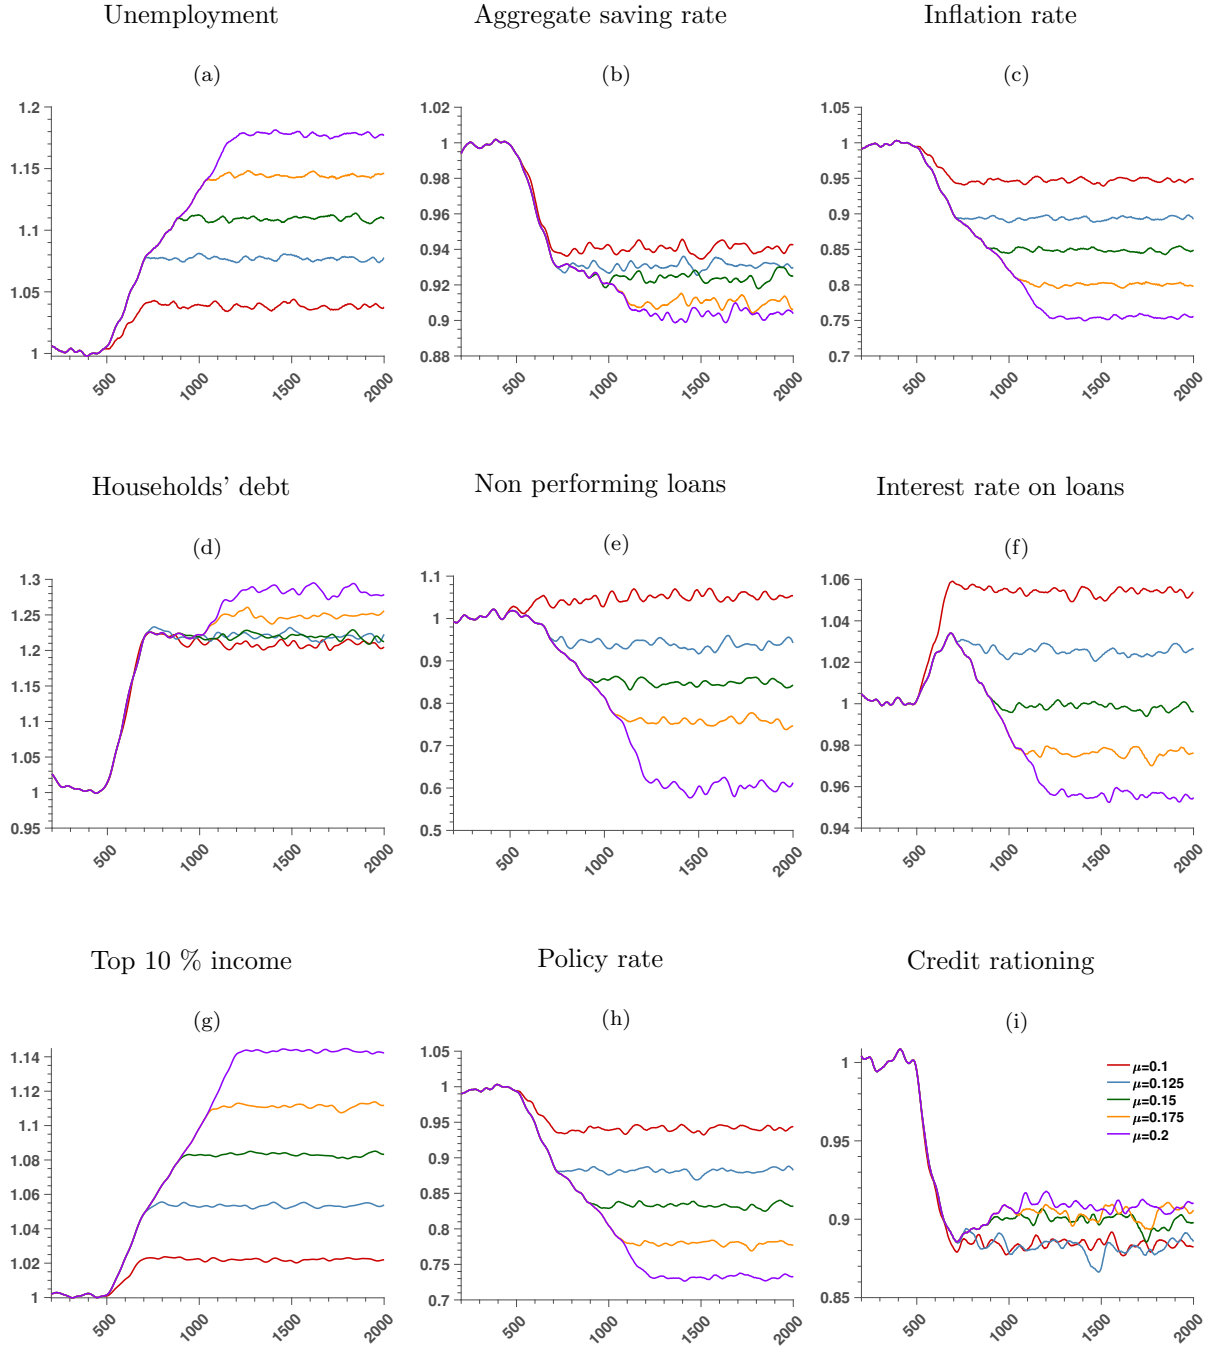 Unemployment Aggregate saving rate Inflation rate
(a) (b) (c)
1.2 1.02 1.05
1.15 1 1
1.1 0.98 0.95
1.05 0.96 0.9
1 0.94 0.85
0.92 0.8
0.9 0.75
0.88 0.7
500 1000 1500 2000 500 1000 1500 2000 500 1000 1500 2000
Households' debt Non performing loans Interest rate on loans
(d) (e) (f)
1.3 1.1 1.06
1.25 1 1.04
1.2 0.9 1.02
1.15 0.8 1
1.1 0.7 0.98
1.05 0.6 0.96
1 0.5 0.94
0.95
500 1000 1500 2000 500 1000 1500 2000 500 1000 1500 2000
Top 10 % income Policy rate Credit rationing
(g) (h) (i)
1.14 1.05 1
1.12 1 0.95
1.1 0.95 0.9
1.08 0.9 0.85
1.06 0.85
1.04 0.8
1.02 0.75
1 0.7
μ=0.1
μ=0.125
μ=0.15
μ=0.175
μ=0.2
500 1000 1500 2000 500 1000 1500 2000 500 1000 1500 2000